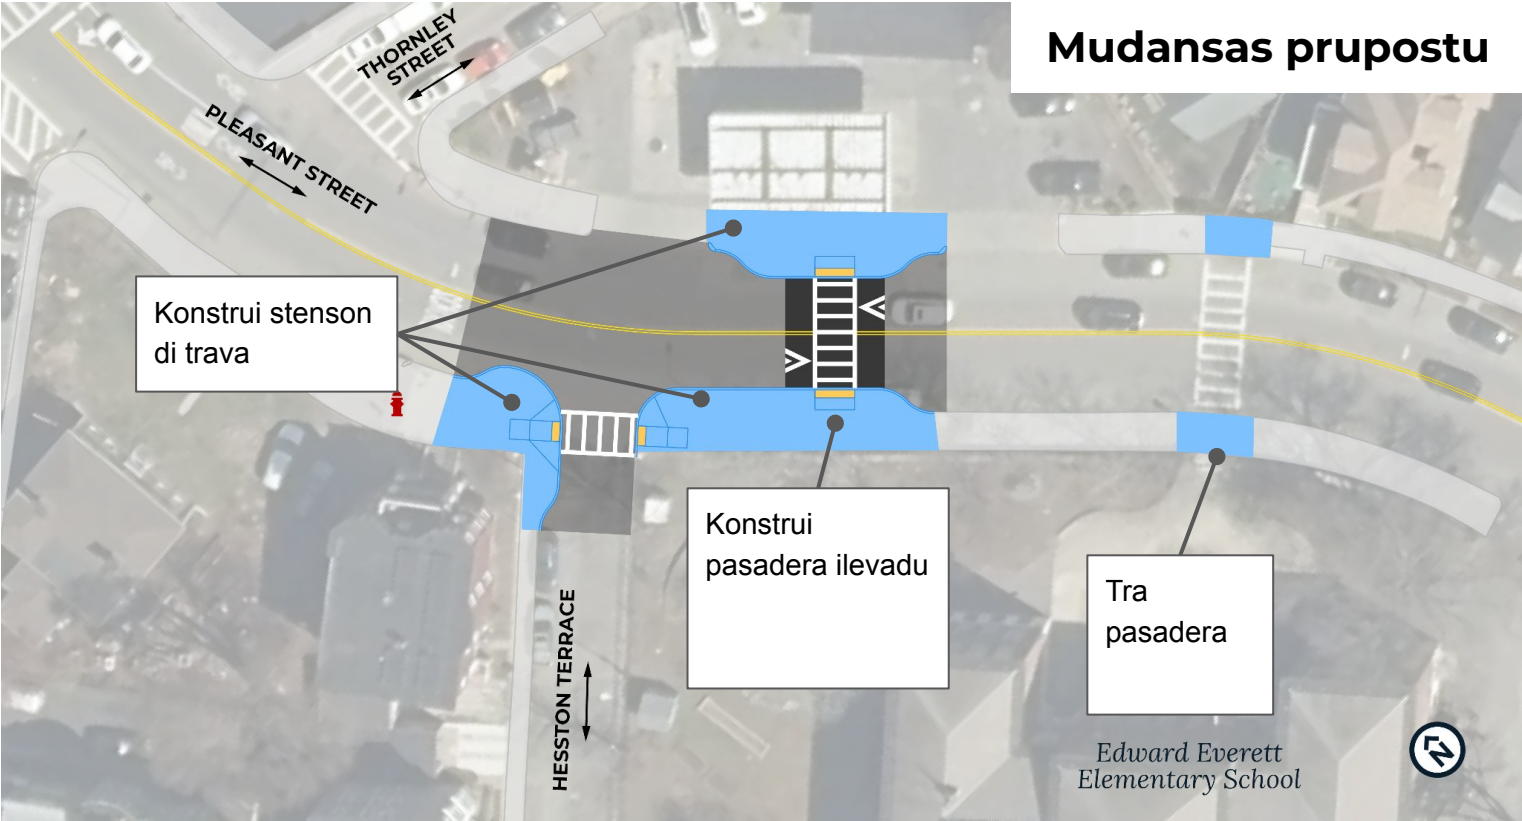 Mudansas prupostu
THORNLEY
STREET
PLEASANT STREET
Konstrui stenson
di trava
Konstrui
pasadera ilevadu
Tra
pasadera
HESSTON TERRACE
Edward Everett
Elementary School
N